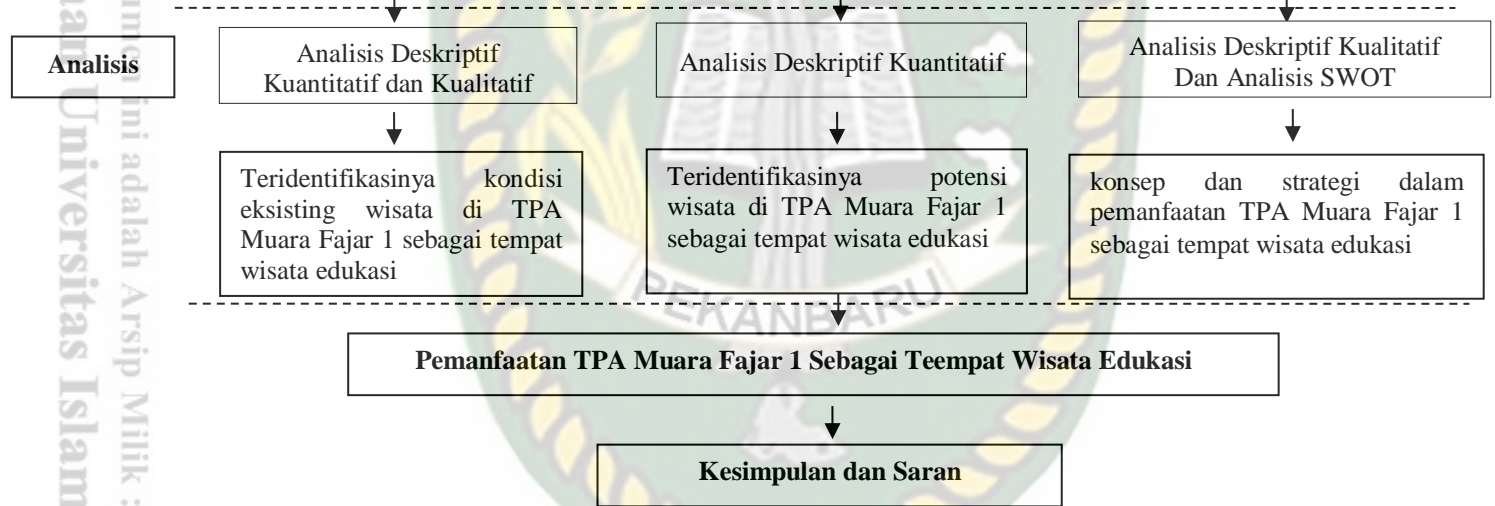 Analisis
Analisis Deskriptif
Kuantitatif dan Kualitatif
Analisis Deskriptif Kuantitatif
Analisis Deskriptif Kualitatif
Dan Analisis SWOT
Teridentifikasinya kondisi
eksisting wisata di TPA
Muara Fajar 1 sebagai tempat
wisata edukasi
Teridentifikasinya potensi
wisata di TPA Muara Fajar 1
sebagai tempat wisata edukasi
konsep dan strategi dalam
pemanfaatan TPA Muara Fajar 1
sebagai tempat wisata edukasi
Pemanfaatan TPA Muara Fajar 1 Sebagai Teempat Wisata Edukasi
Kesimpulan dan Saran
PEKANBARU
ini adalah Arsip Milik :
Universitas Islam